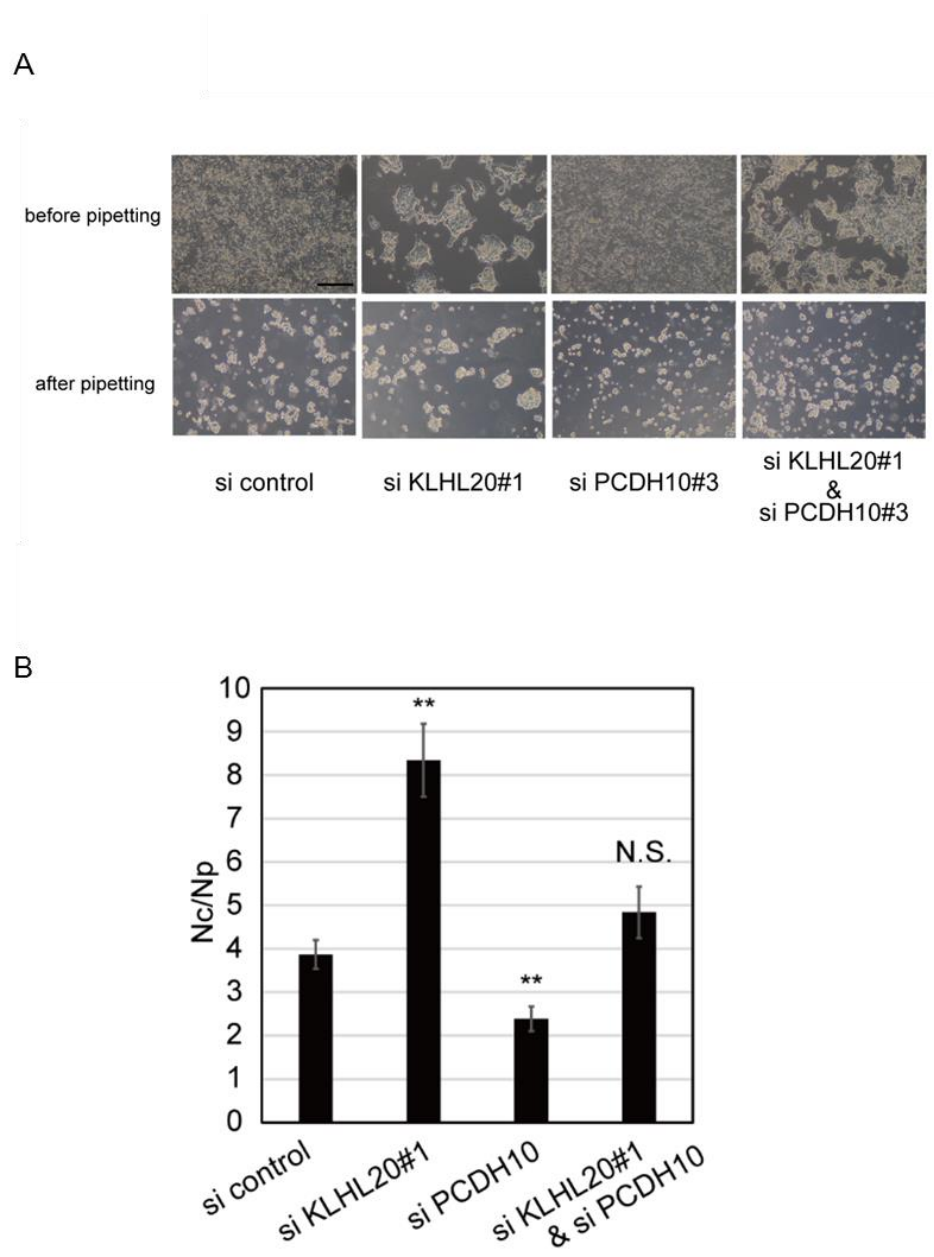 A
before pipetting
after pipetting
si control
si KLHL20#1
si PCDH10#3
si KLHL20#1
&
si PCDH10#3
B
10
9
8
7
6
5
4
3
2
1
0
Nc/Np
**
**
N.S.
si control
si KLHL20#1
si PCDH10
si KLHL20#1
& si PCDH10